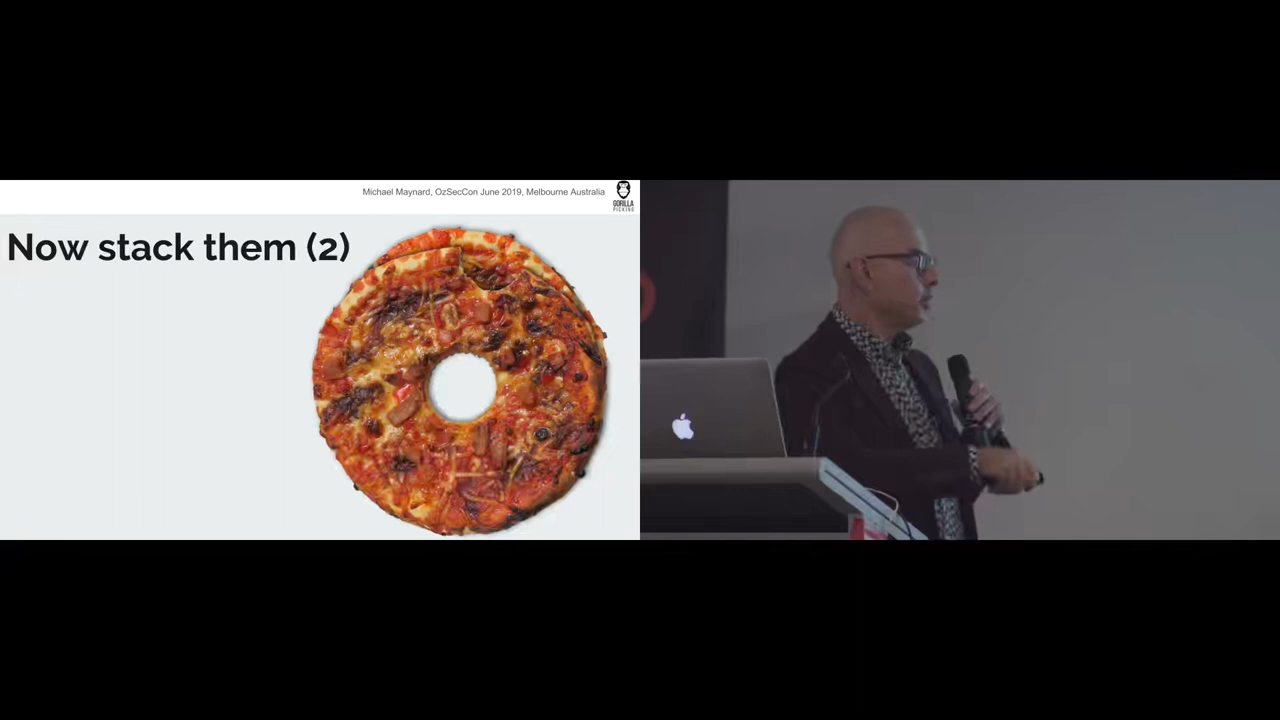 Michael Maynard, OzSecCon June 2019, Melbourne Australia
GORILLA
PICKING
Now stack them (2)